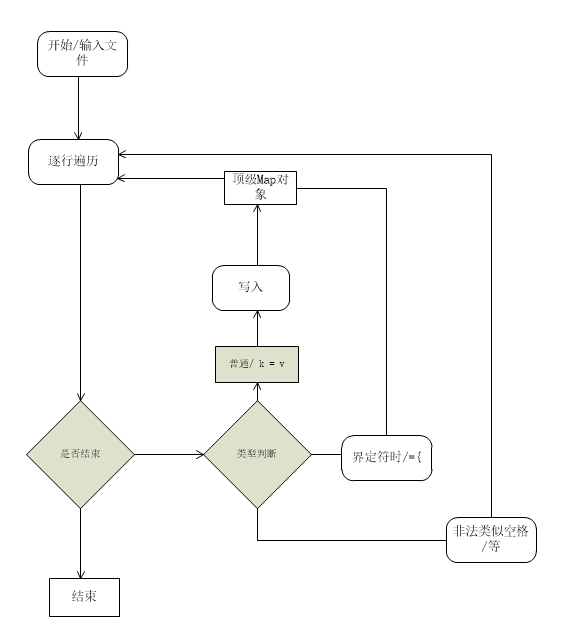 开始/输入文
件
逐行遍历
顶级Map对
象
写入
普通/ k = v
是否结束
类型判断
界定符时/={
非法类似空格
/等
结束